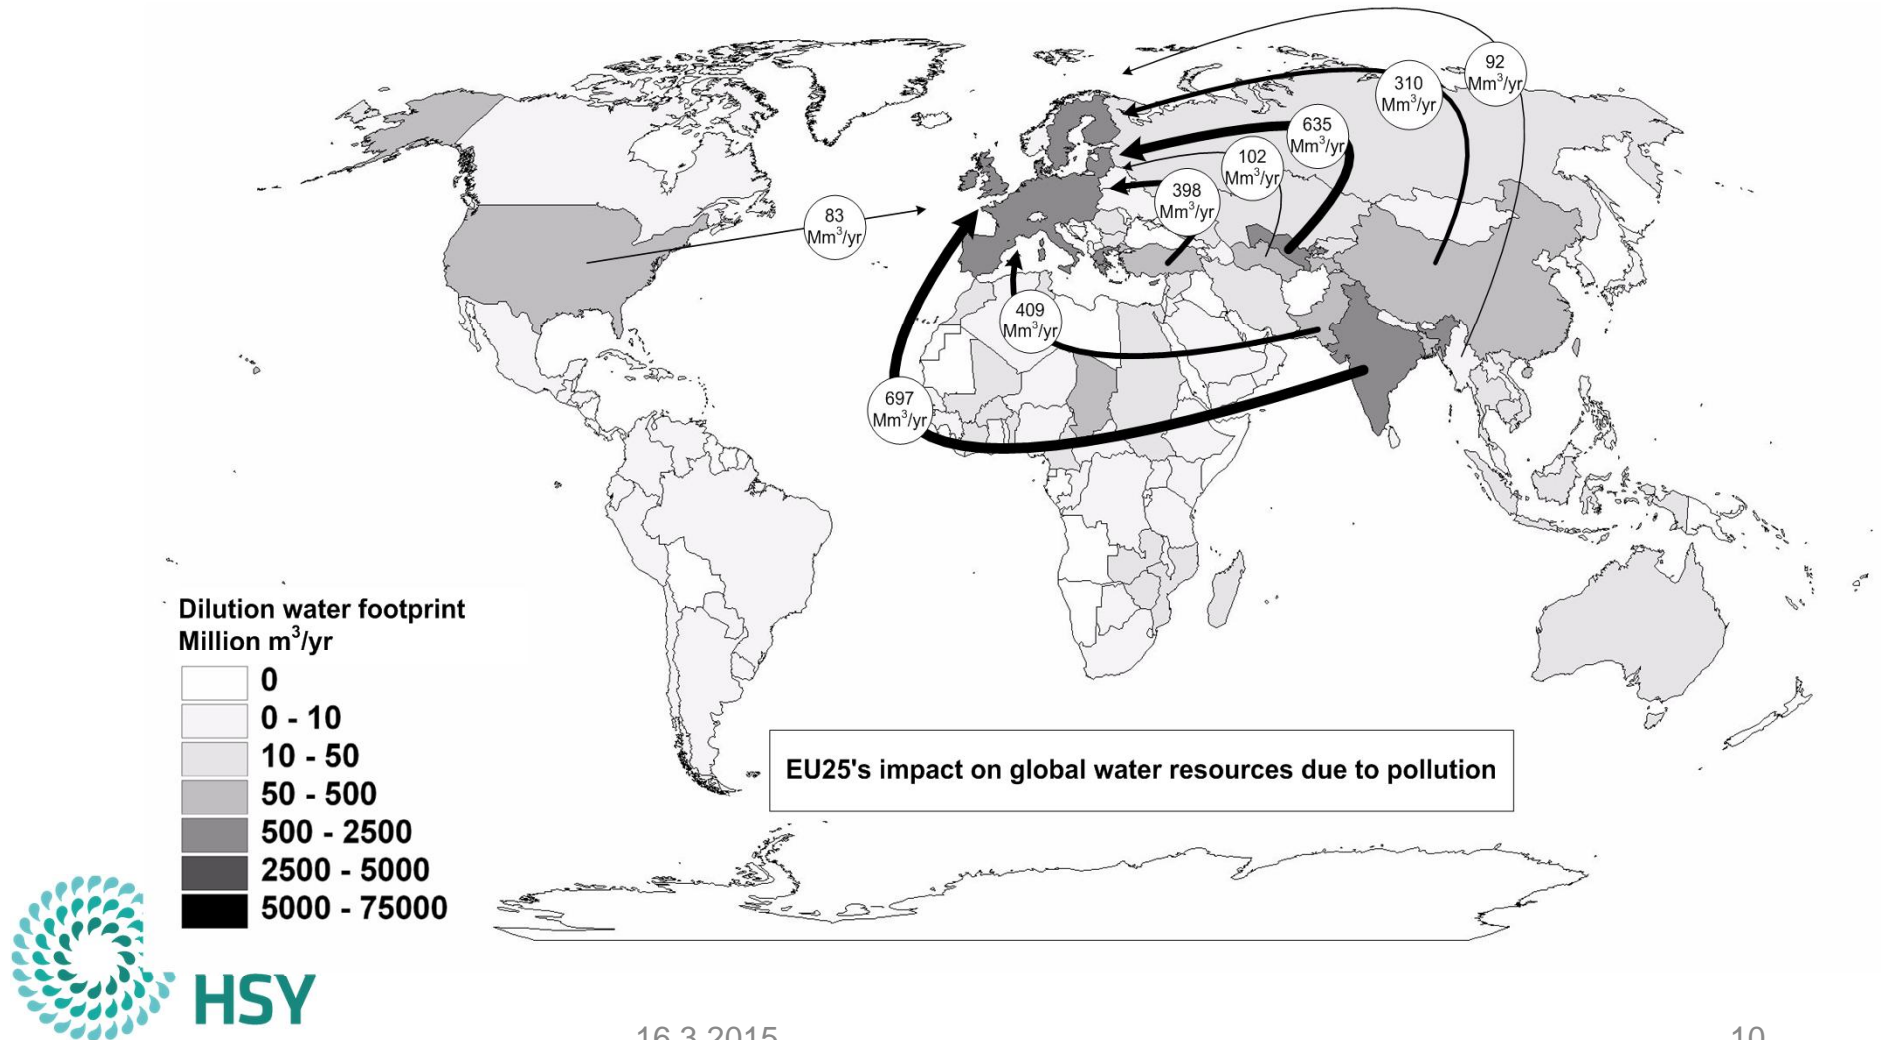 92
Mm³/yr
310
Mm³/yr
635
Mm³/yr
102
Mm³/yr
398
Mm³/yr
83
Mm³/yr
409
Mm³/yr
697
Mm³/yr
Dilution water footprint
Million m³/yr
0
0 - 10
10 - 50
50 - 500
500 - 2500
2500 - 5000
5000 - 75000
EU25's impact on global water resources due to pollution
HSY
16.3.2015
10